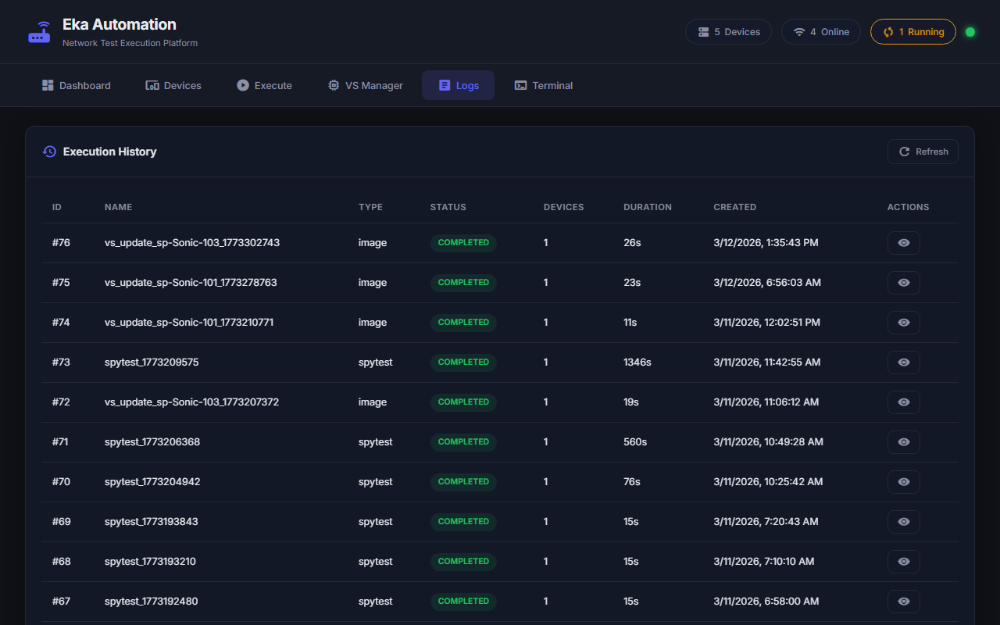 Eka Automation
Network Test Execution Platform
5 Devices
4 Online
1 Running
Dashboard
Devices
Execute
VS Manager
Logs
Terminal
Execution History
Refresh
ID NAME TYPE STATUS DEVICES DURATION CREATED ACTIONS
#76 vs_update_sp-Sonic-103_1773302743 image COMPLETED 1 26s 3/12/2026, 1:35:43 PM
#75 vs_update_sp-Sonic-101_1773278763 image COMPLETED 1 23s 3/12/2026, 6:56:03 AM
#74 vs_update_sp-Sonic-101_1773210771 image COMPLETED 1 11s 3/11/2026, 12:02:51 PM
#73 spytest_1773209575 spytest COMPLETED 1 1346s 3/11/2026, 11:42:55 AM
#72 vs_update_sp-Sonic-103_1773207372 image COMPLETED 1 19s 3/11/2026, 11:06:12 AM
#71 spytest_1773206368 spytest COMPLETED 1 560s 3/11/2026, 10:49:28 AM
#70 spytest_1773204942 spytest COMPLETED 1 76s 3/11/2026, 10:25:42 AM
#69 spytest_1773193843 spytest COMPLETED 1 15s 3/11/2026, 7:20:43 AM
#68 spytest_1773193210 spytest COMPLETED 1 15s 3/11/2026, 7:10:10 AM
#67 spytest_1773192480 spytest COMPLETED 1 15s 3/11/2026, 6:58:00 AM